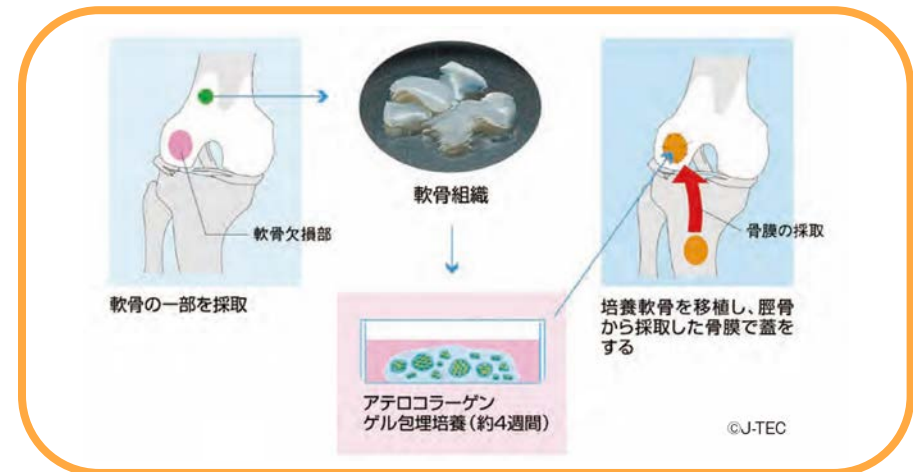 軟骨欠損部
軟骨の一部を採取
軟骨組織
アテロコラーゲン
ゲル包埋培養（約4週間）
骨膜の採取
培養軟骨を移植し、脛骨
から採取した骨膜で蓋を
する
©J-TEC